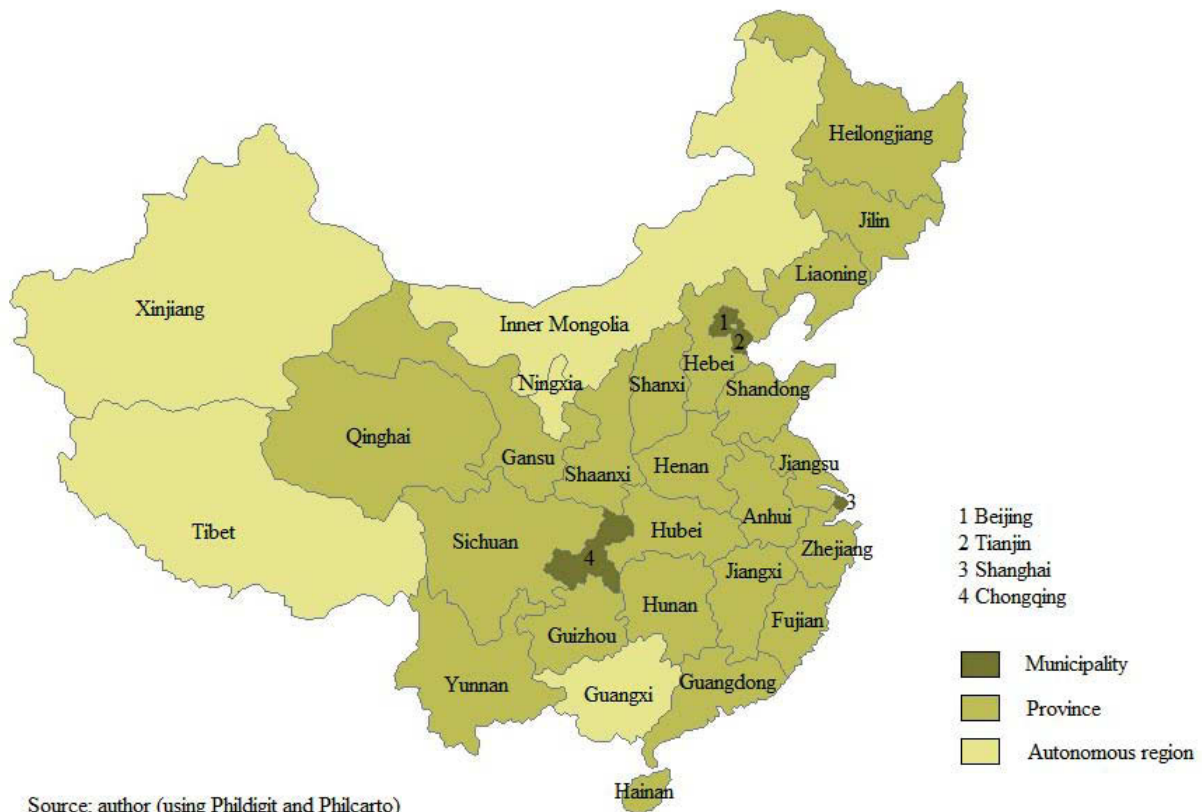 Heilongjiang
Jilin
Liaoning
Xinjiang
Inner Mongolia
1
2
Hebei
Ningxia
Shanxi
Shandong
Qinghai
Gansu
Shaanxi
Henan
Jiangsu
3
Tibet
Sichuan
4
Hubei
Anhui
Zhejiang
Jiangxi
Hunan
Fujian
Guizhou
Yunnan
Guangxi
Guangdong
Hainan
1 Beijing
2 Tianjin
3 Shanghai
4 Chongqing
Municipality
Province
Autonomous region
Source: author (using Phildigit and Philcarto)